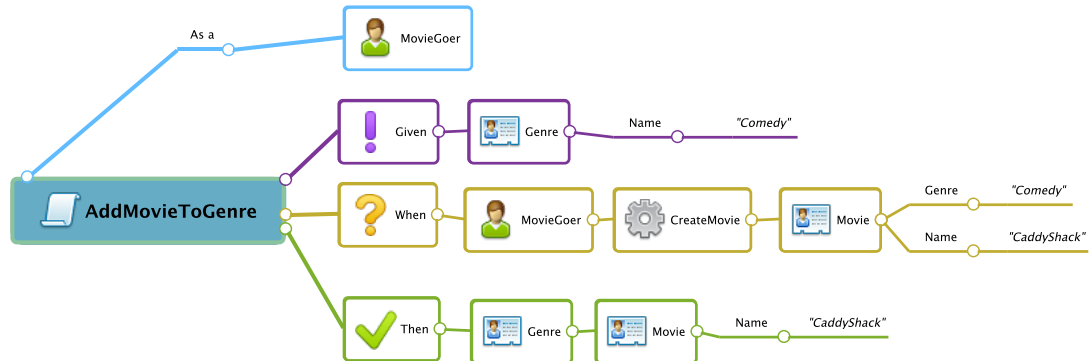 As a
MovieGoer
Given
Genre
Name
"Comedy"
AddMovieToGenre
When
MovieGoer
CreateMovie
Movie
Genre
"Comedy"
Name
"CaddyShack"
Then
Genre
Movie
Name
"CaddyShack"